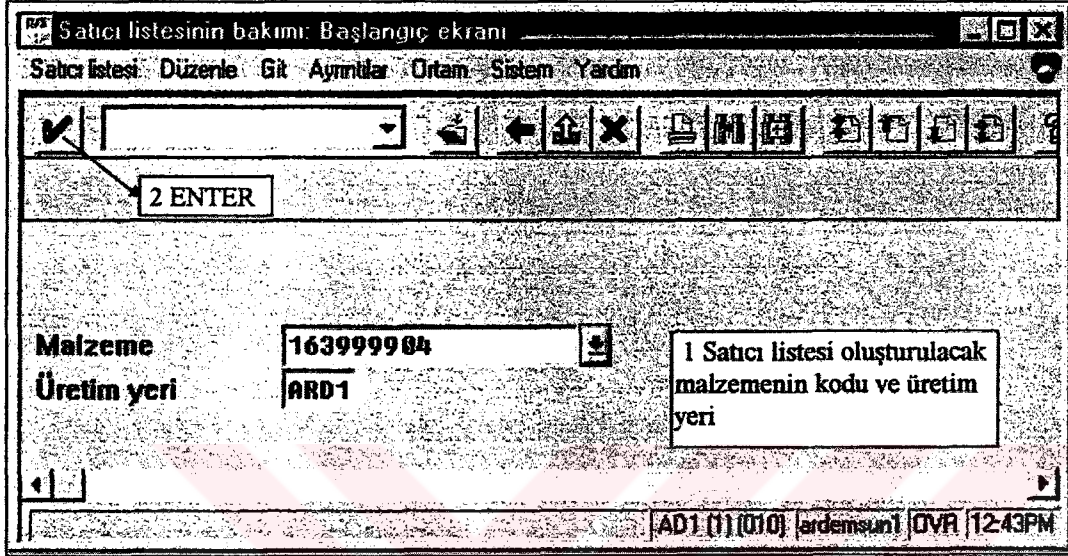 Satıcı listesinin bakımı: Başlangıç ekranı
Satıcı listesi Düzenle Git Ayrıntılar Ortam Sistem Yardım
2 ENTER
Malzeme 163999904
Üretim yeri ARD1
1 Satıcı listesi oluşturulacak
malzemenin kodu ve üretim
yeri
AD1 (1) (010) ardemsun1 OVR 12:43PM